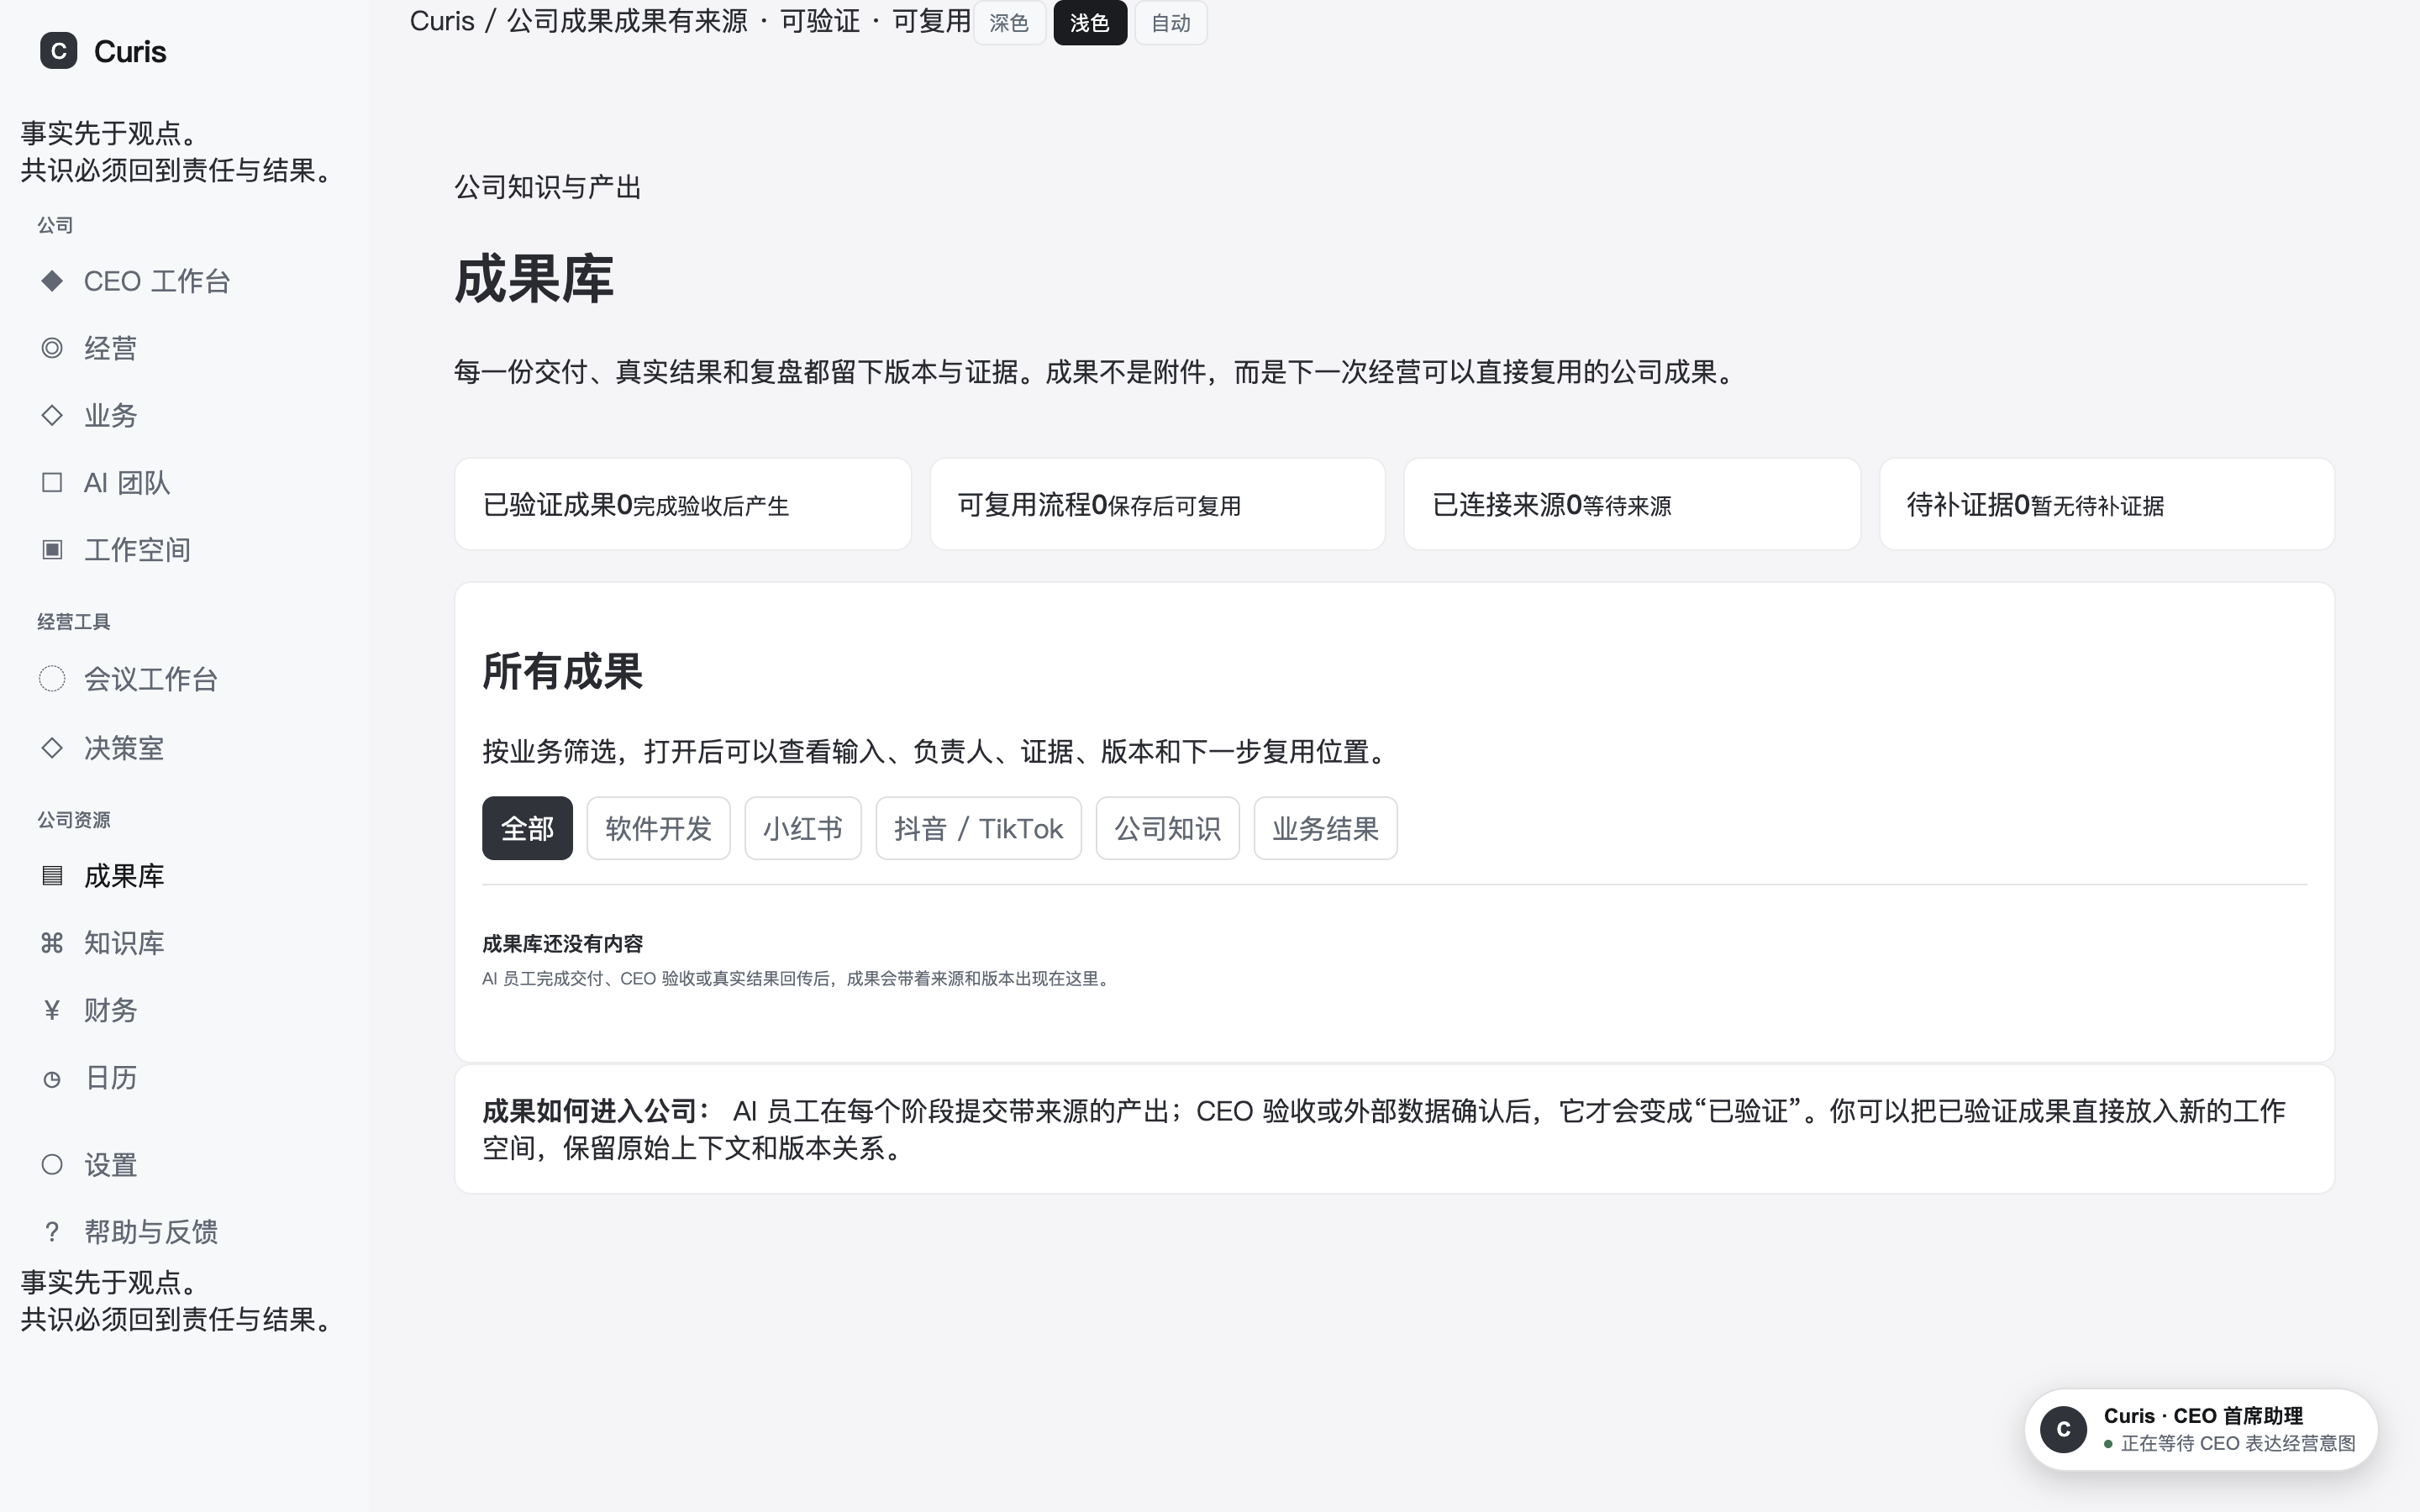 C Curis
事实先于观点。
共识必须回到责任与结果。
公司
CEO 工作台
经营
业务
AI 团队
工作空间
经营工具
会议工作台
决策室
公司资源
成果库
知识库
¥ 财务
日历
设置
? 帮助与反馈
事实先于观点。
共识必须回到责任与结果。
Curis / 公司成果成果有来源 · 可验证 · 可复用 深色 浅色 自动
公司知识与产出
成果库
每一份交付、真实结果和复盘都留下版本与证据。成果不是附件，而是下一次经营可以直接复用的公司成果。
已验证成果0完成验收后产生
可复用流程0保存后可复用
已连接来源0等待来源
待补证据0暂无待补证据
所有成果
按业务筛选，打开后可以查看输入、负责人、证据、版本和下一步复用位置。
全部 软件开发 小红书 抖音 / TikTok 公司知识 业务结果
成果库还没有内容
AI 员工完成交付、CEO 验收或真实结果回传后，成果会带着来源和版本出现在这里。
成果如何进入公司： AI 员工在每个阶段提交带来源的产出；CEO 验收或外部数据确认后，它才会变成“已验证”。你可以把已验证成果直接放入新的工作
空间，保留原始上下文和版本关系。
C
Curis · CEO 首席助理
正在等待 CEO 表达经营意图